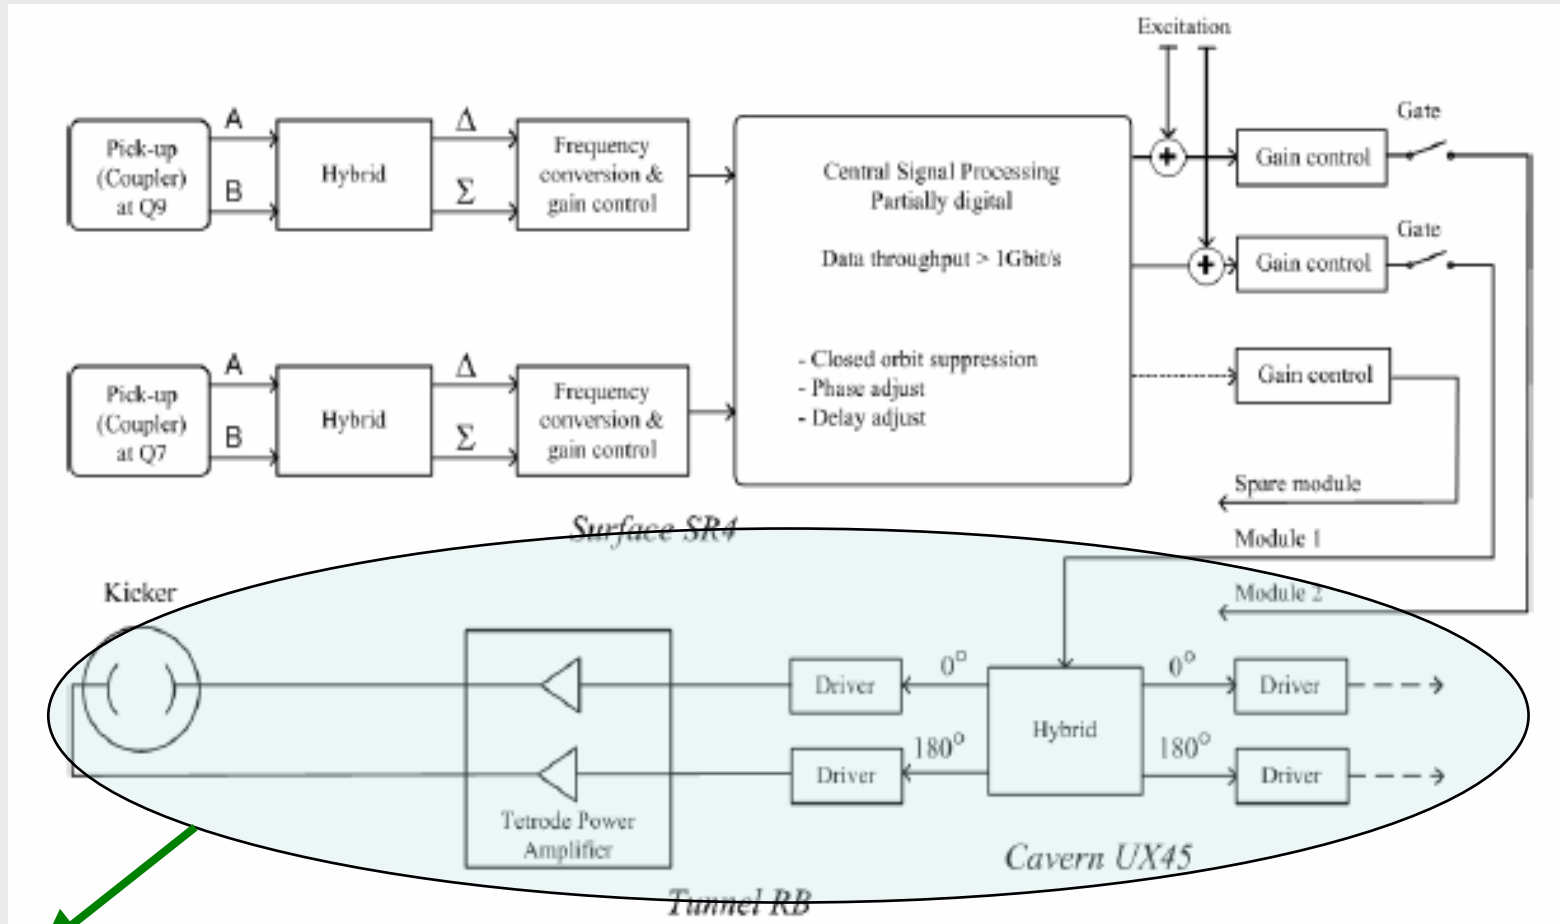 Excitation
Pick-up
(Coupler)
at Q9
A
B
Hybrid
Δ
Σ
Frequency
conversion &
gain control
Central Signal Processing
Partially digital
Data throughput > 1Gbit/s
- Closed orbit suppression
- Phase adjust
- Delay adjust
+
Gain control
Gate
+
Gain control
Gate
Gain control
Pick-up
(Coupler)
at Q7
A
B
Hybrid
Δ
Σ
Frequency
conversion &
gain control
Spare module
Module 1
Module 2
Surface SR4
Kicker
Tetrode Power
Amplifier
Driver
0°
Hybrid
0°
Driver
Driver
180°
180°
Driver
Cavern UX45
Tunnel RB